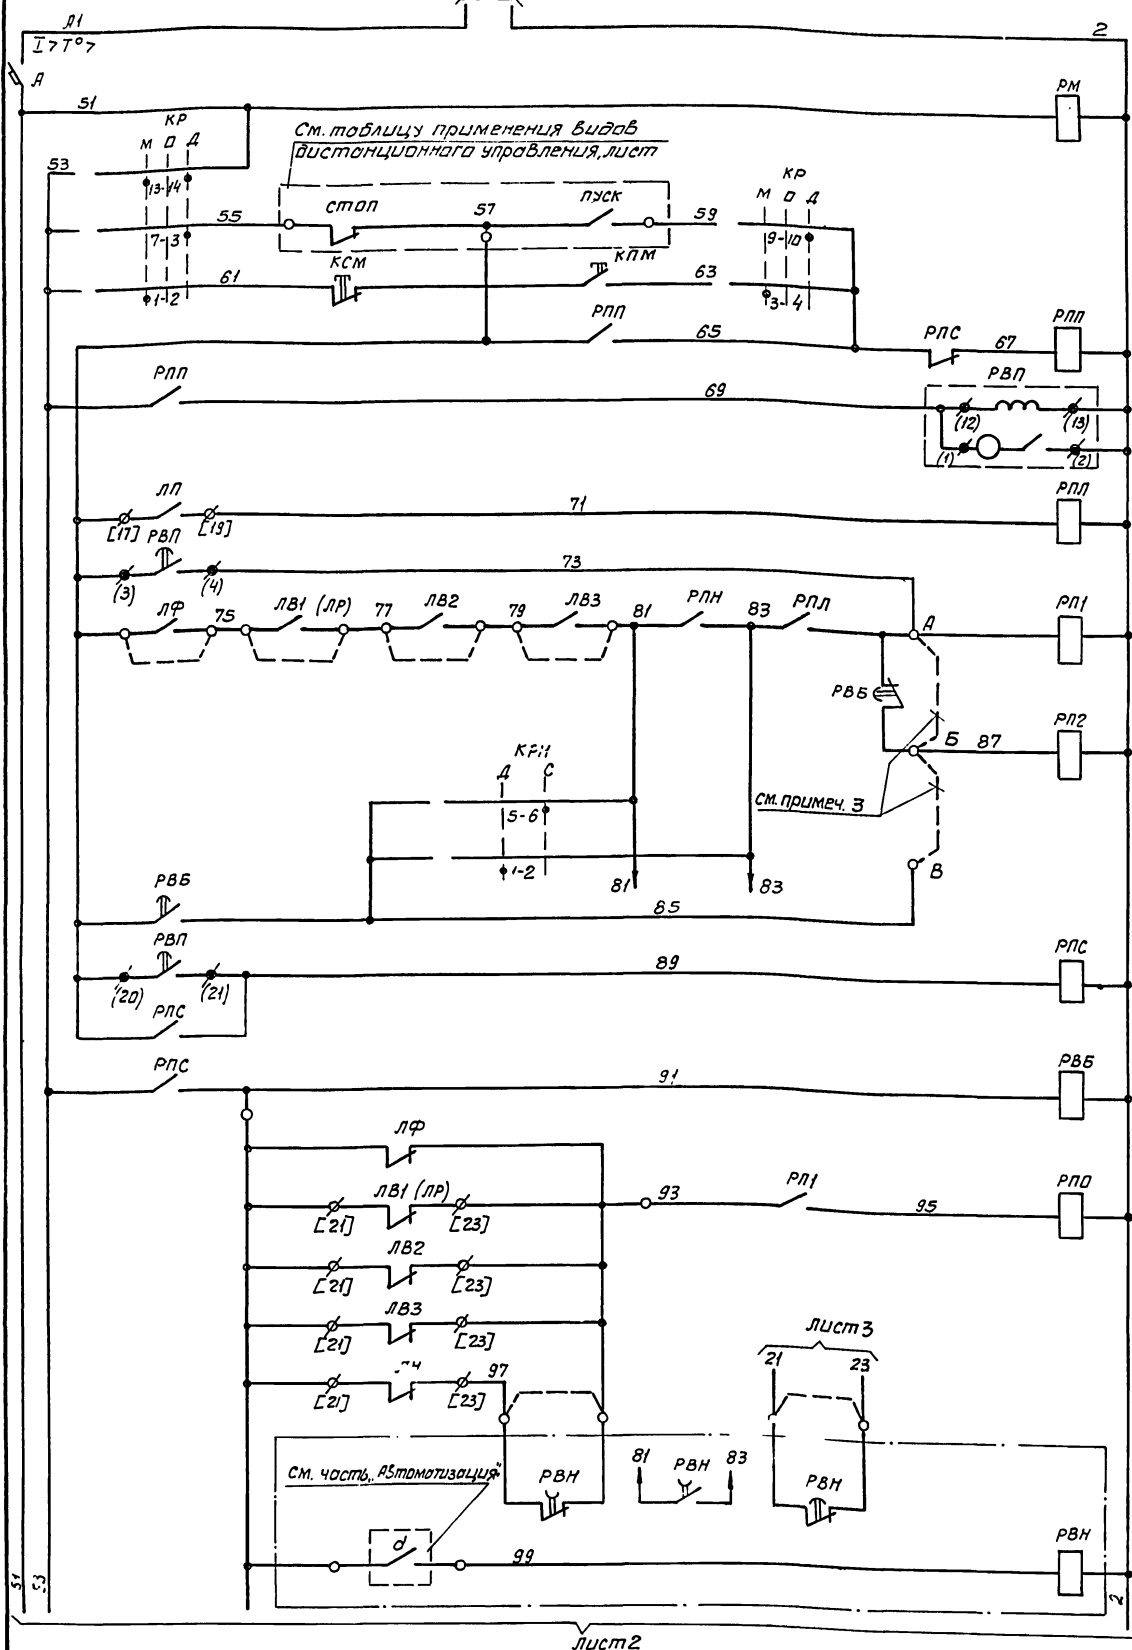 А1
2
I> T°>
А
51
РМ
КР
М О Д
53
13-14
См. таблицу применения видов
дистанционного управления, лист
КР
М О Д
55
СТОП
57
ПУСК
59
7-13
9-10
61
КСМ
КПМ
63
1-2
3-4
РПП
65
РПС
67
РПП
РПП
69
РВП
(12)
(13)
(1)
(2)
ЛП
71
РПЛ
[17]
[19]
РВП
73
(3)
(4)
ЛФ
75
ЛВ1 (ЛР)
77
ЛВ2
79
ЛВ3
81
РПН
83
РПЛ
А
РП1
РВБ
Б
87
РП2
КРН
Д С
5-6
См. примеч. 3
1-2
81
83
В
РВБ
85
РВП
89
РПС
(20)
(21)
РПС
РПС
91
РВБ
ЛФ
ЛВ1 (ЛР)
93
РП1
95
РПО
[21]
[23]
ЛВ2
[21]
[23]
ЛВ3
[21]
[23]
Лист 3
21
23
97
[21]
[23]
См. часть „Автоматизация"
РВН
81
РВН
83
РВН
d
99
РВН
51
53
2
Лист 2